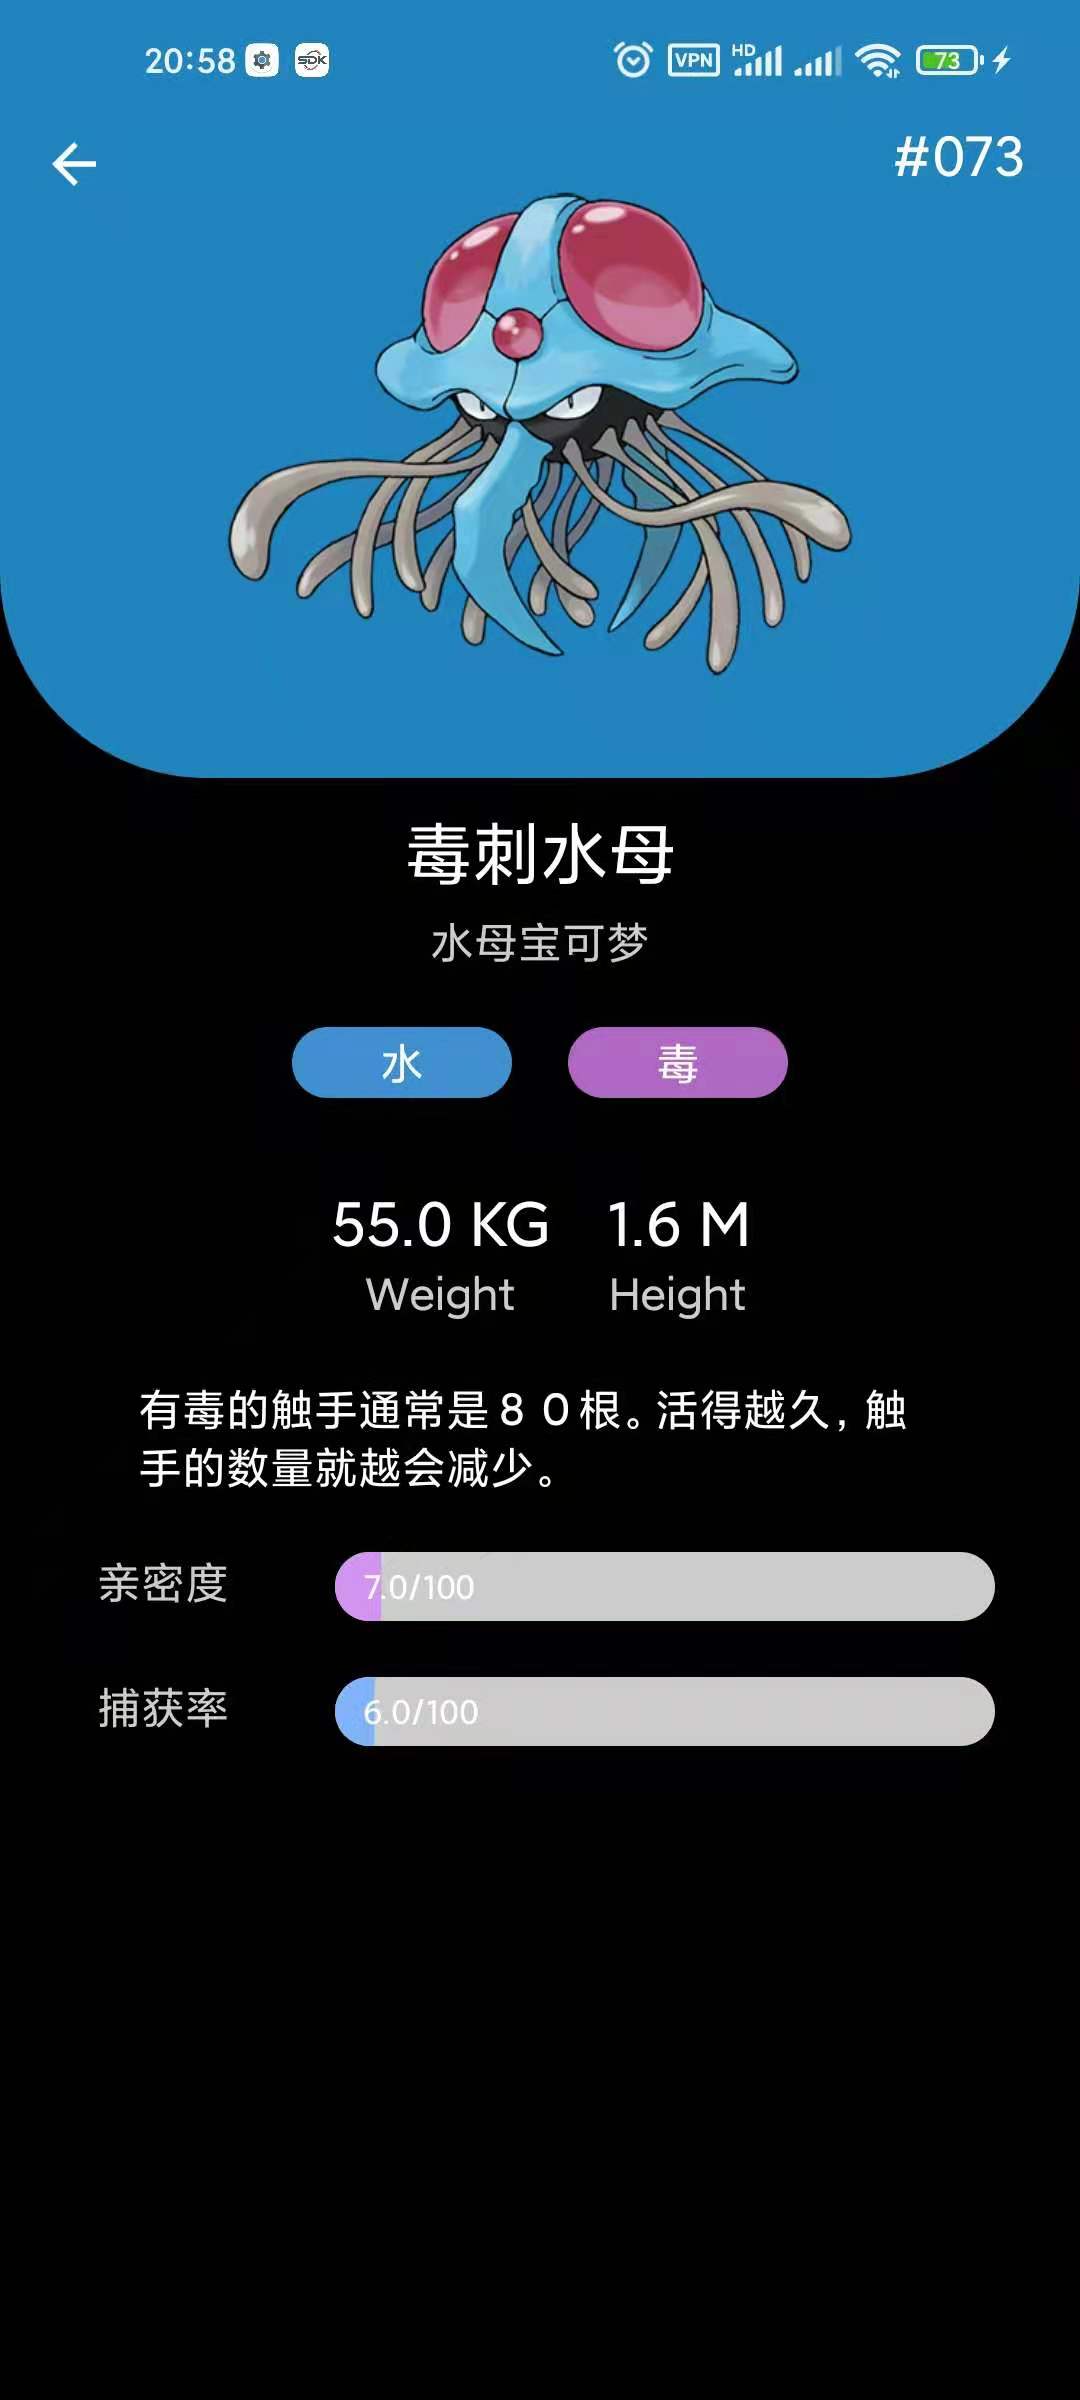 20:58 SDK VPN HD 73
#073
毒刺水母
水母宝可梦
水 毒
55.0 KG 1.6 M
Weight Height
有毒的触手通常是８０根。活得越久，触
手的数量就越会减少。
亲密度 7.0/100
捕获率 6.0/100